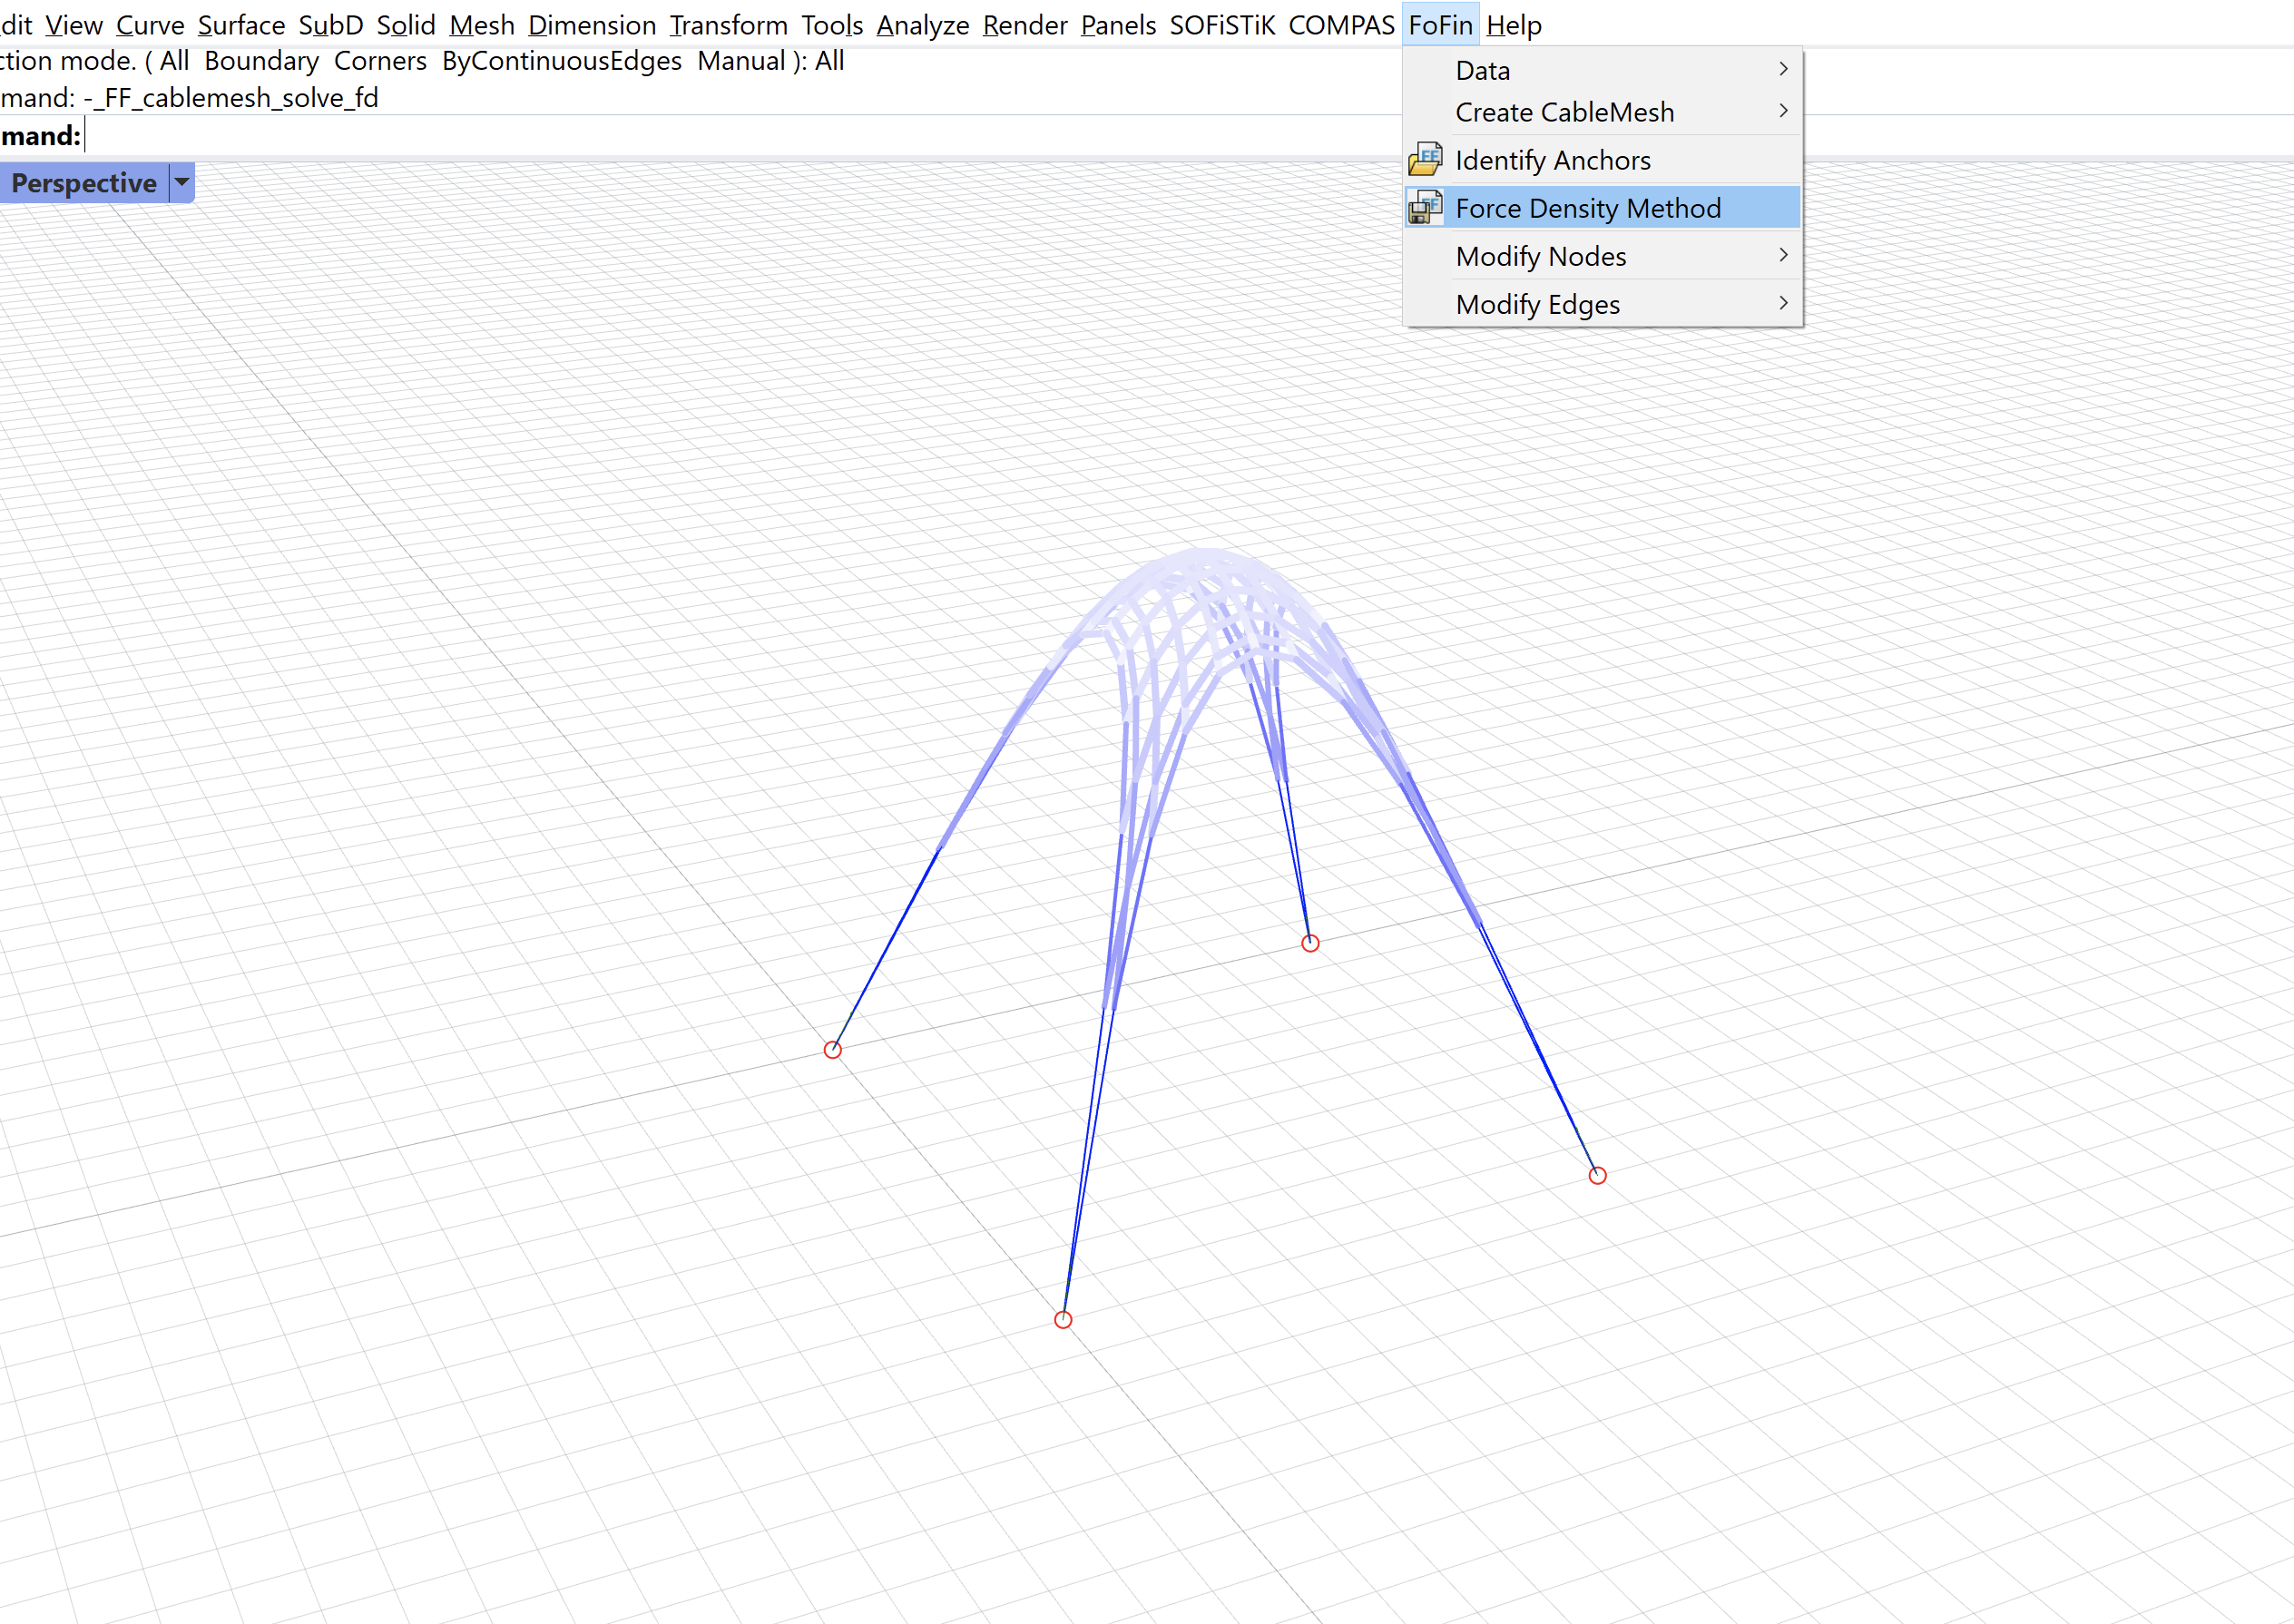 dit View Curve Surface SubD Solid Mesh Dimension Transform Tools Analyze Render Panels SOFiSTiK COMPAS FoFin Help
ction mode. ( All Boundary Corners ByContinuousEdges Manual ): All
mand: -_FF_cablemesh_solve_fd
mand:
Perspective
Data
Create CableMesh
FF Identify Anchors
FF Force Density Method
Modify Nodes
Modify Edges